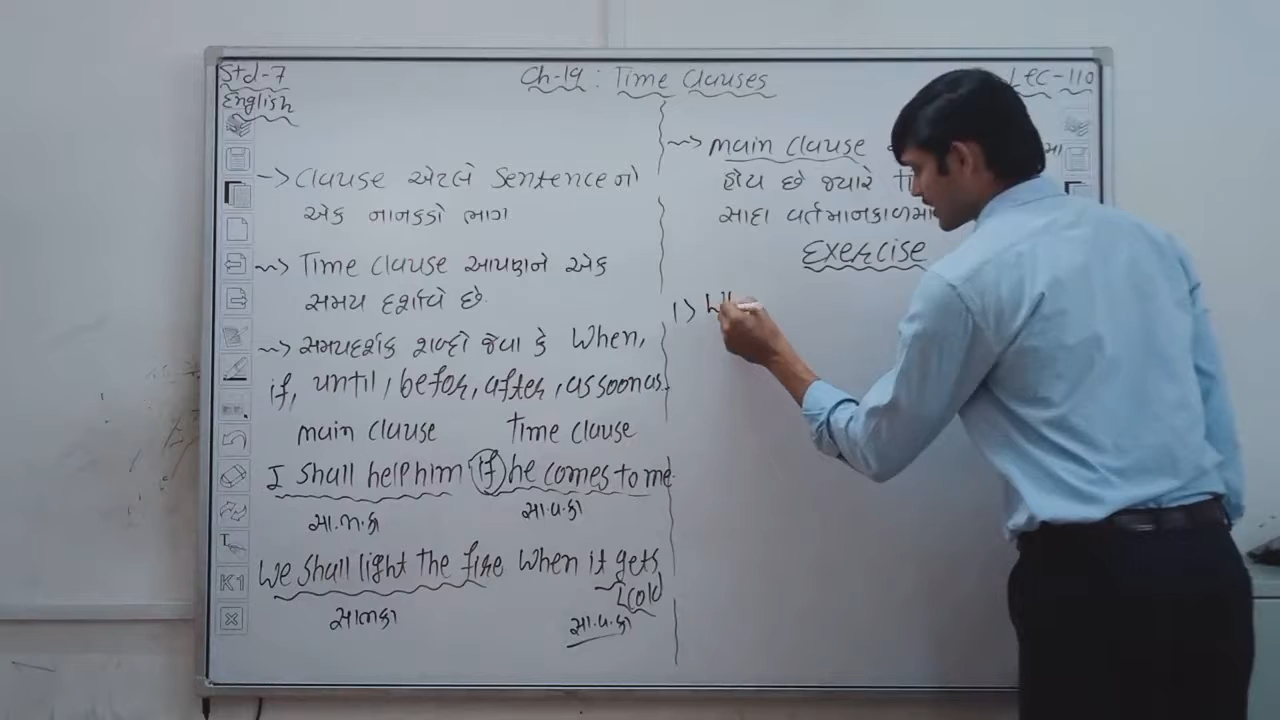 Std-7
English
Ch-19 : Time Clauses
Lec-110
-> Clause એટલે Sentence નો
એક નાનકડો ભાગ
~> Time Clause આપણને એક
સમય દર્શાવે છે.
~> સમયદર્શક શબ્દો જેવા કે When,
if, until, before, after, as soon as.
main clause time clause
I shall help him if he comes to me.
સા.ભ.કા સા.વ.કા
We shall light the fire when it gets
cold
સા.ભ.કા સા.વ.કા
~> main clause
હોય છે જ્યારે
સાદા વર્તમાનકાળમાં
Exercise
1>
T
K1